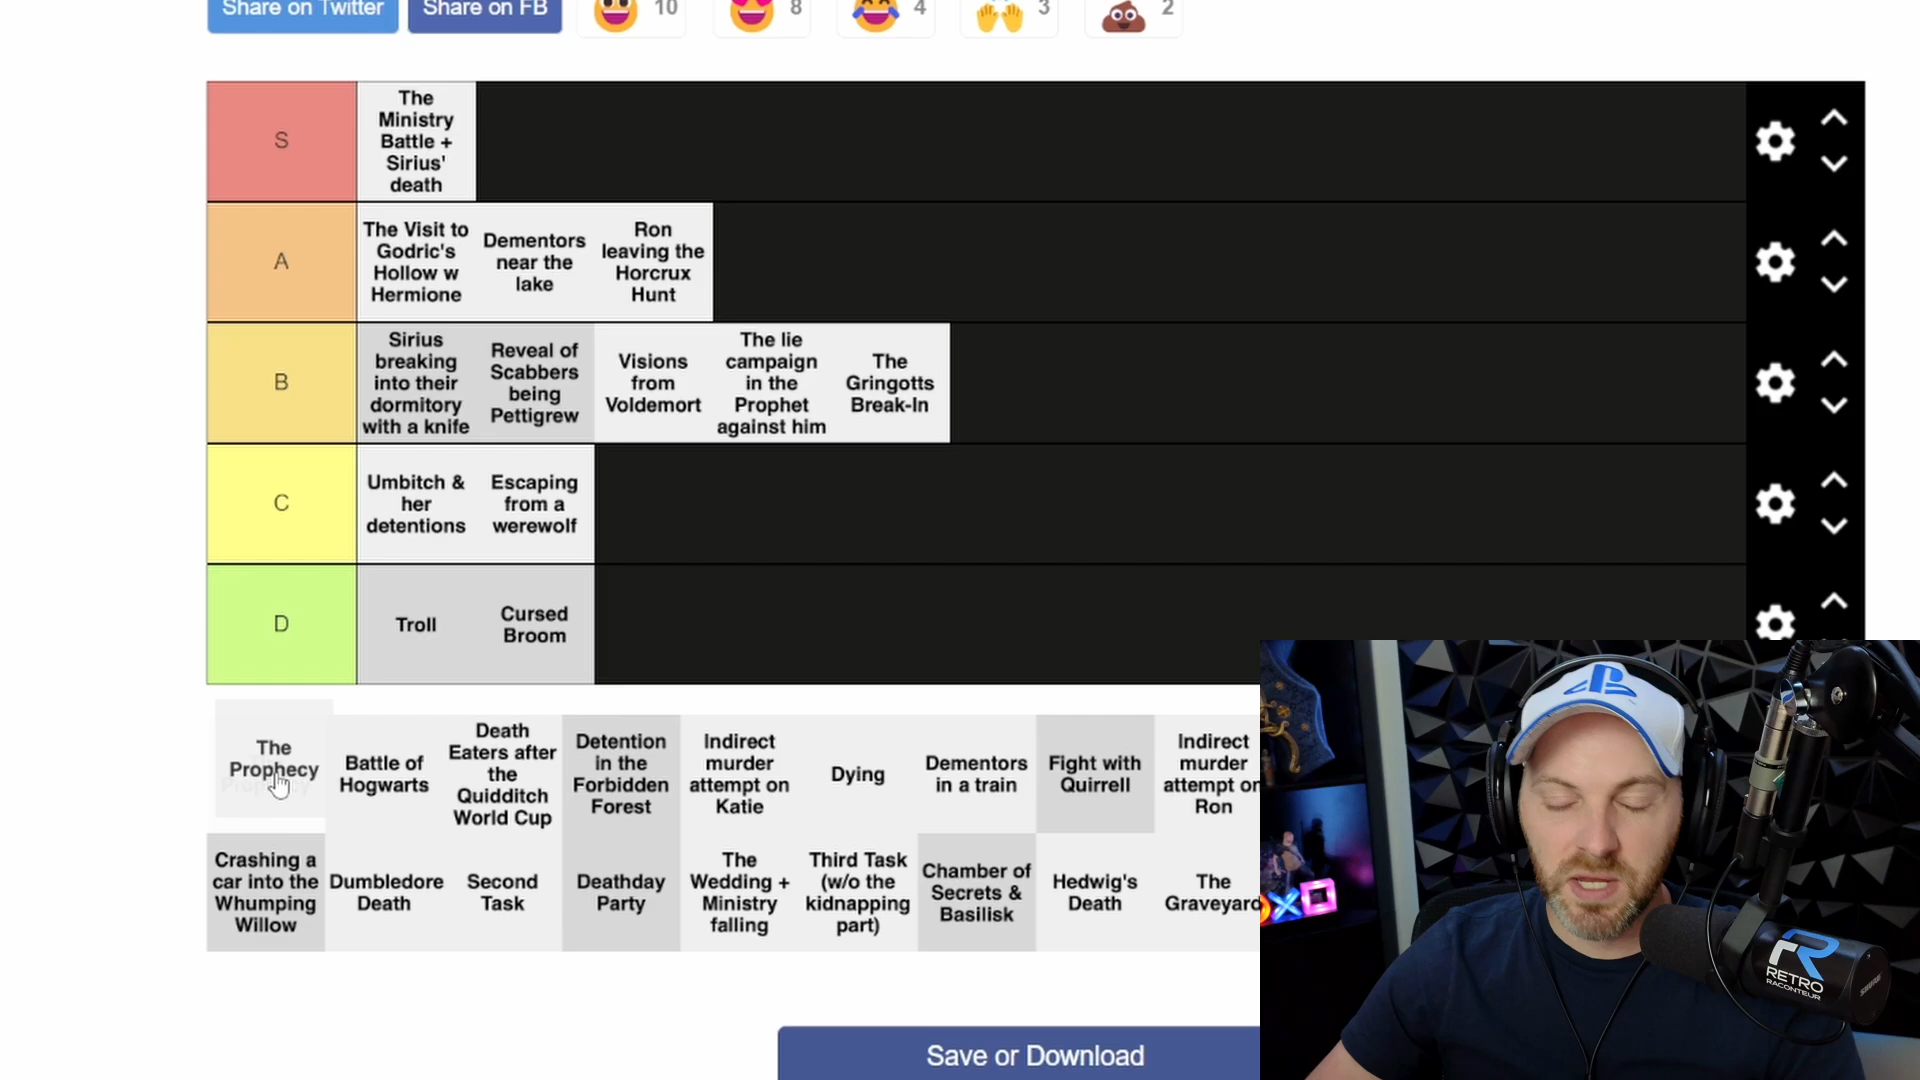 Share on Twitter
Share on FB
10
8
4
3
2
S
The
Ministry
Battle +
Sirius'
death
A
The Visit to
Godric's
Hollow w
Hermione
Dementors
near the
lake
Ron
leaving the
Horcrux
Hunt
B
Sirius
breaking
into their
dormitory
with a knife
Reveal of
Scabbers
being
Pettigrew
Visions
from
Voldemort
The lie
campaign
in the
Prophet
against him
The
Gringotts
Break-In
C
Umbitch &
her
detentions
Escaping
from a
werewolf
D
Troll
Cursed
Broom
The
Prophecy
Battle of
Hogwarts
Death
Eaters after
the
Quidditch
World Cup
Detention
in the
Forbidden
Forest
Indirect
murder
attempt on
Katie
Dying
Dementors
in a train
Fight with
Quirrell
Indirect
murder
attempt on
Ron
Crashing a
car into the
Whumping
Willow
Dumbledore
Death
Second
Task
Deathday
Party
The
Wedding +
Ministry
falling
Third Task
(w/o the
kidnapping
part)
Chamber of
Secrets &
Basilisk
Hedwig's
Death
The
Graveyard
Save or Download
RETRO
RACONTEUR
SHURE